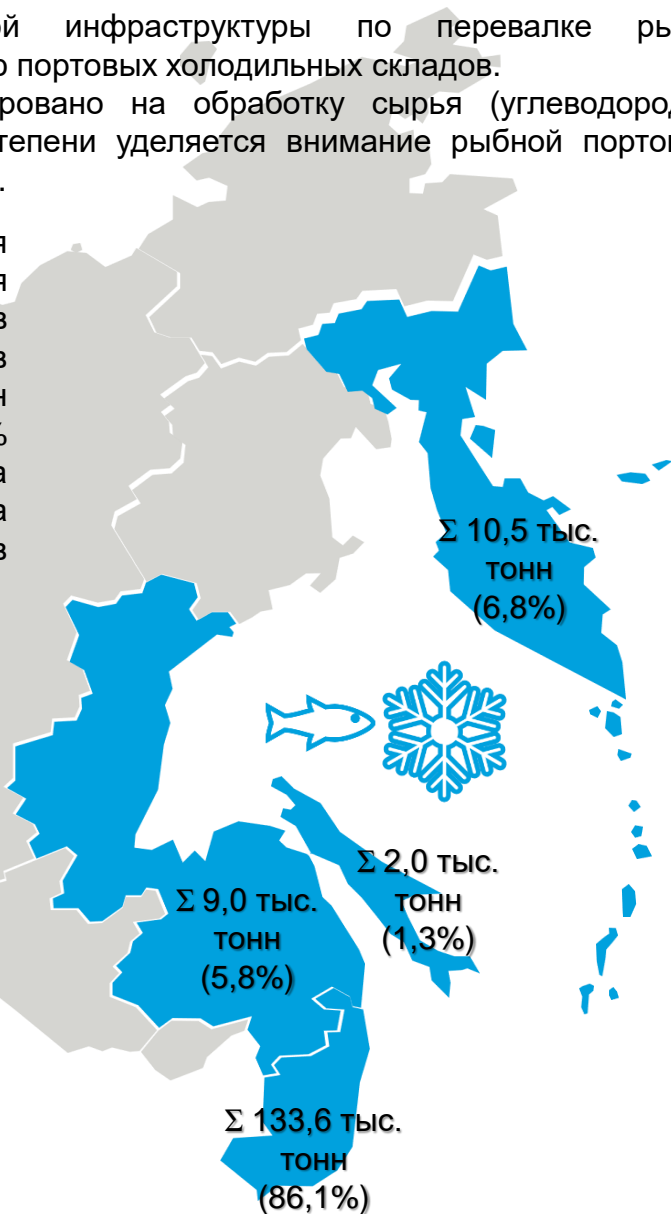 ой инфраструктуры по перевалке ры
о портовых холодильных складов.
ровано на обработку сырья (углеводород
тепени уделяется внимание рыбной порто
.
я
я
в
в
н
%
а
а
в
Σ 10,5 тыс.
тонн
(6,8%)
Σ 2,0 тыс.
тонн
(1,3%)
Σ 9,0 тыс.
тонн
(5,8%)
Σ 133,6 тыс.
тонн
(86,1%)